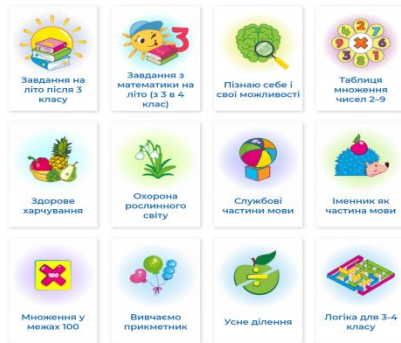 Завдання на
літо після 3
класу
Завдання з
математики на
літо (з 3 в 4
клас)
Пізнаю себе і
свої можливості
Таблиця
множення
чисел 2–9
Здорове
харчування
Охорона
рослинного
світу
Службові
частини мови
Іменник як
частина мови
Множення у
межах 100
Вивчаємо
прикметник
Усне ділення
Логіка для 3-4
класу